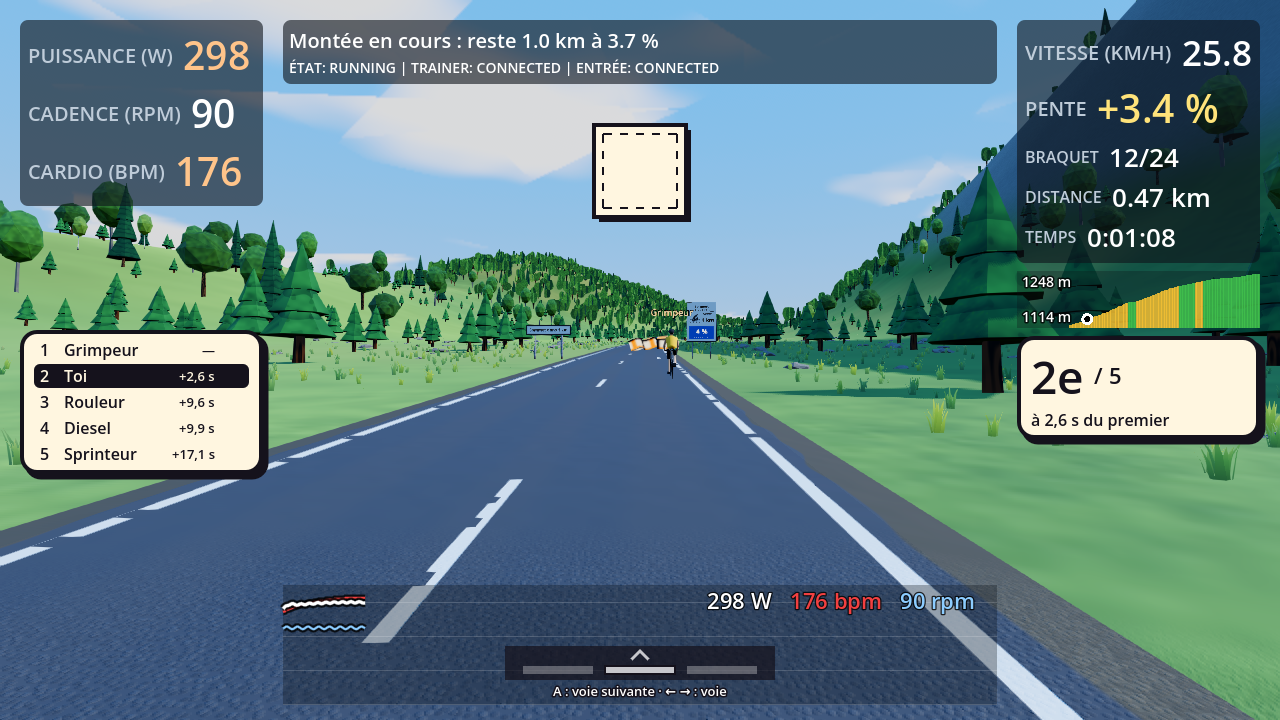 PUISSANCE (W) 298
CADENCE (RPM) 90
CARDIO (BPM) 176
Montée en cours : reste 1.0 km à 3.7 %
ÉTAT: RUNNING | TRAINER: CONNECTED | ENTRÉE: CONNECTED
VITESSE (KM/H) 25.8
PENTE +3.4 %
BRAQUET 12/24
DISTANCE 0.47 km
TEMPS 0:01:08
1248 m
1114 m
Grimpeur
4 %
1 Grimpeur —
2 Toi +2,6 s
3 Rouleur +9,6 s
4 Diesel +9,9 s
5 Sprinteur +17,1 s
2e / 5
à 2,6 s du premier
298 W 176 bpm 90 rpm
A : voie suivante · ← → : voie